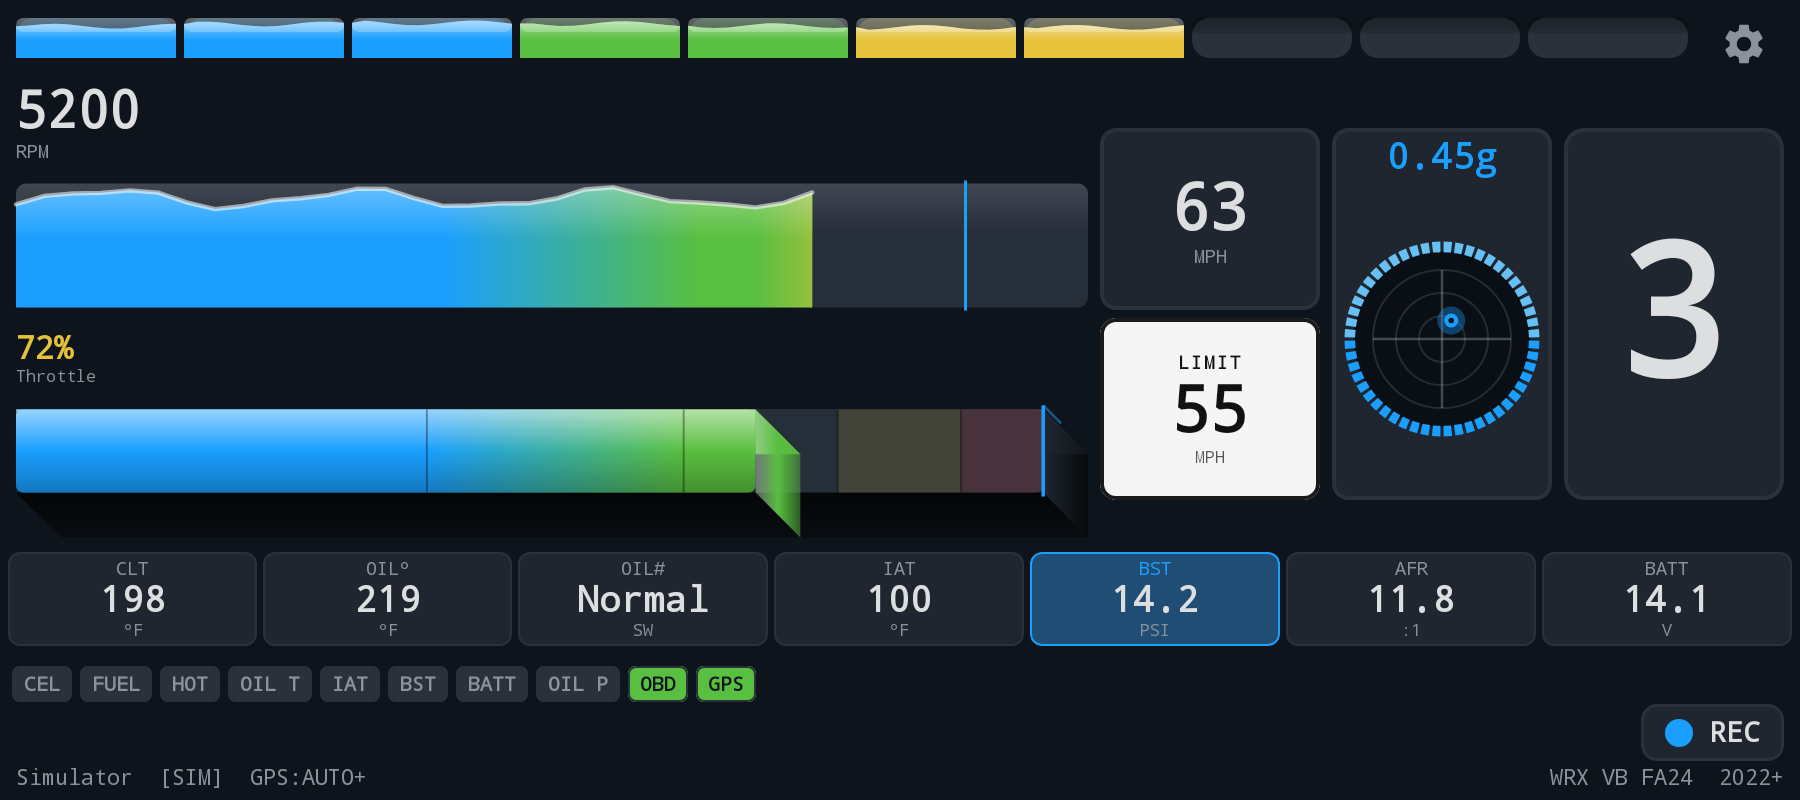 5200
RPM
63
MPH
0.45g
3
72%
Throttle
LIMIT
55
MPH
CLT
198
°F
OIL°
219
°F
OIL#
Normal
SW
IAT
100
°F
BST
14.2
PSI
AFR
11.8
:1
BATT
14.1
V
CEL FUEL HOT OIL T IAT BST BATT OIL P OBD GPS
REC
Simulator [SIM] GPS:AUTO+
WRX VB FA24 2022+